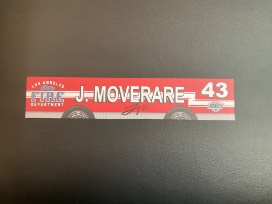 LOS ANGELES
FIRE
DEPARTMENT
J. MOVERARE
43